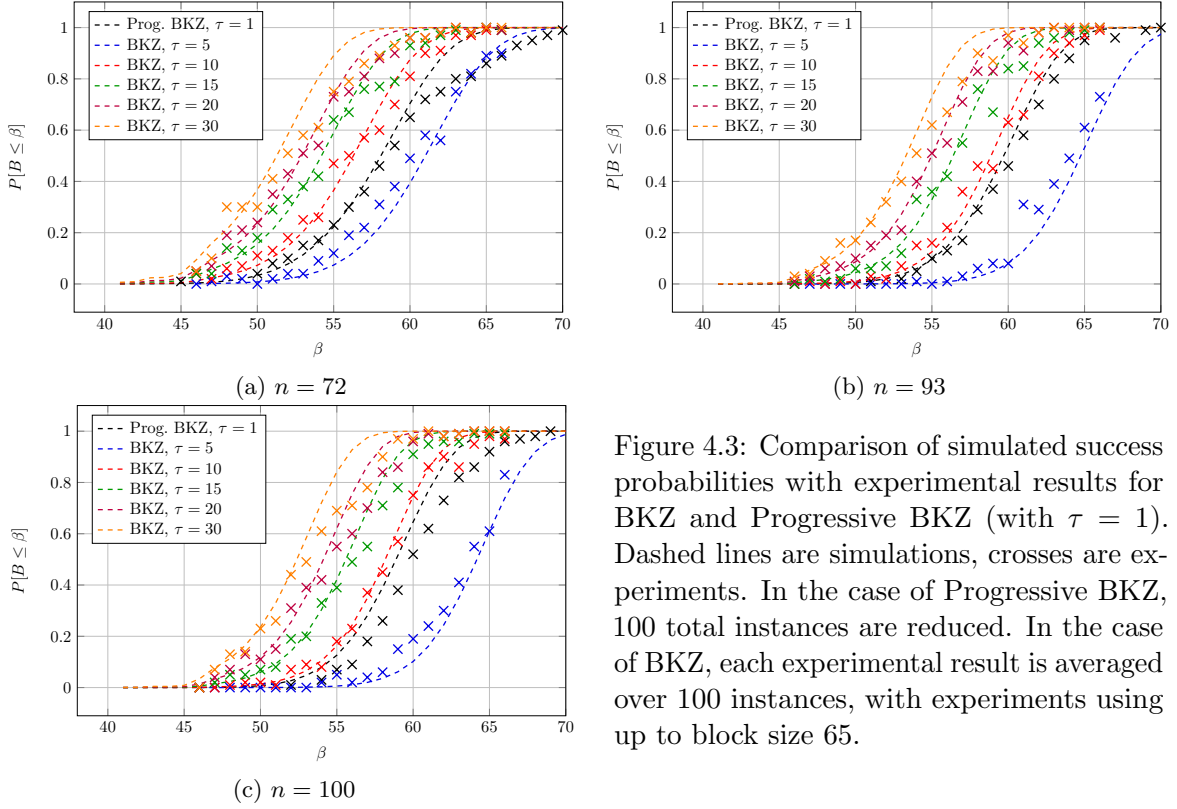 Prog. BKZ, τ = 1
BKZ, τ = 5
BKZ, τ = 10
BKZ, τ = 15
BKZ, τ = 20
BKZ, τ = 30
P[B ≤ β]
1
0.8
0.6
0.4
0.2
0
40 45 50 55 60 65 70
β
(a) n = 72
Prog. BKZ, τ = 1
BKZ, τ = 5
BKZ, τ = 10
BKZ, τ = 15
BKZ, τ = 20
BKZ, τ = 30
P[B ≤ β]
1
0.8
0.6
0.4
0.2
0
40 45 50 55 60 65 70
β
(b) n = 93
Prog. BKZ, τ = 1
BKZ, τ = 5
BKZ, τ = 10
BKZ, τ = 15
BKZ, τ = 20
BKZ, τ = 30
P[B ≤ β]
1
0.8
0.6
0.4
0.2
0
40 45 50 55 60 65 70
β
(c) n = 100
Figure 4.3: Comparison of simulated success
probabilities with experimental results for
BKZ and Progressive BKZ (with τ = 1).
Dashed lines are simulations, crosses are ex-
periments. In the case of Progressive BKZ,
100 total instances are reduced. In the case
of BKZ, each experimental result is averaged
over 100 instances, with experiments using
up to block size 65.